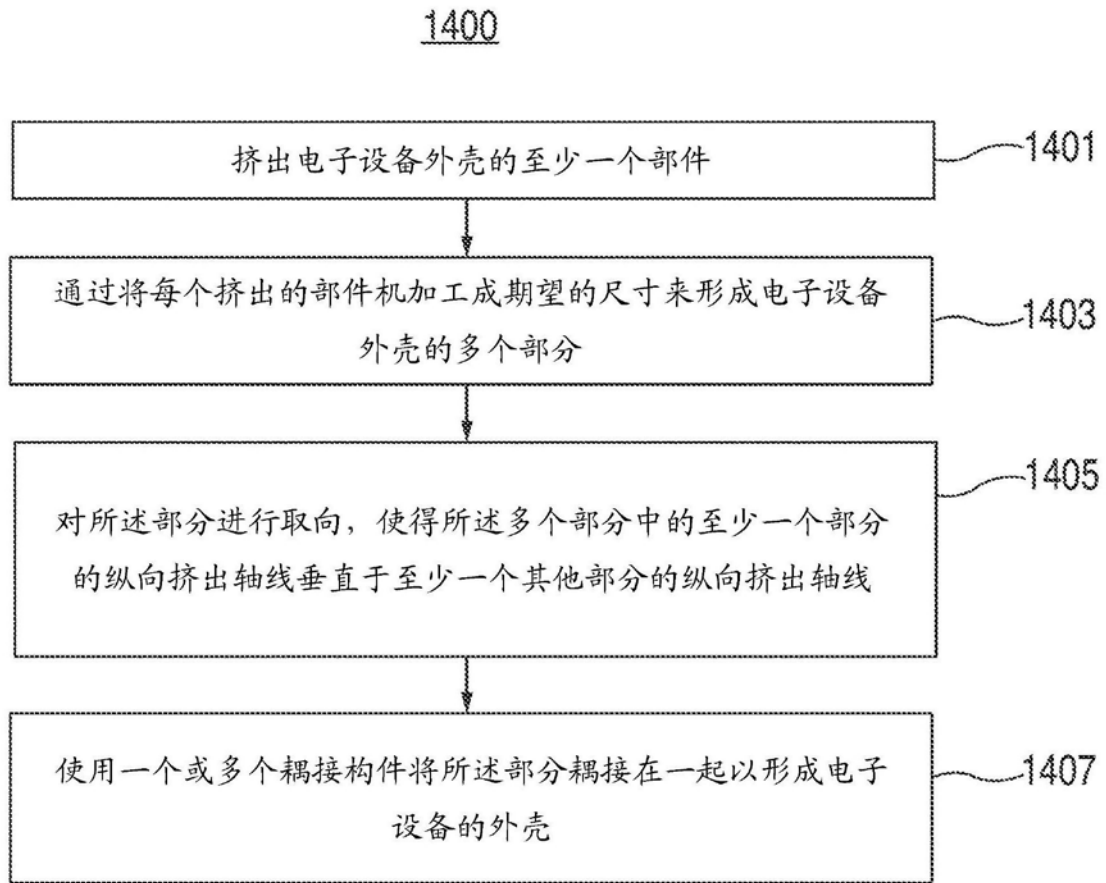 1400
挤出电子设备外壳的至少一个部件
1401
通过将每个挤出的部件机加工成期望的尺寸来形成电子设备
外壳的多个部分
1403
对所述部分进行取向，使得所述多个部分中的至少一个部分
的纵向挤出轴线垂直于至少一个其他部分的纵向挤出轴线
1405
使用一个或多个耦接构件将所述部分耦接在一起以形成电子
设备的外壳
1407